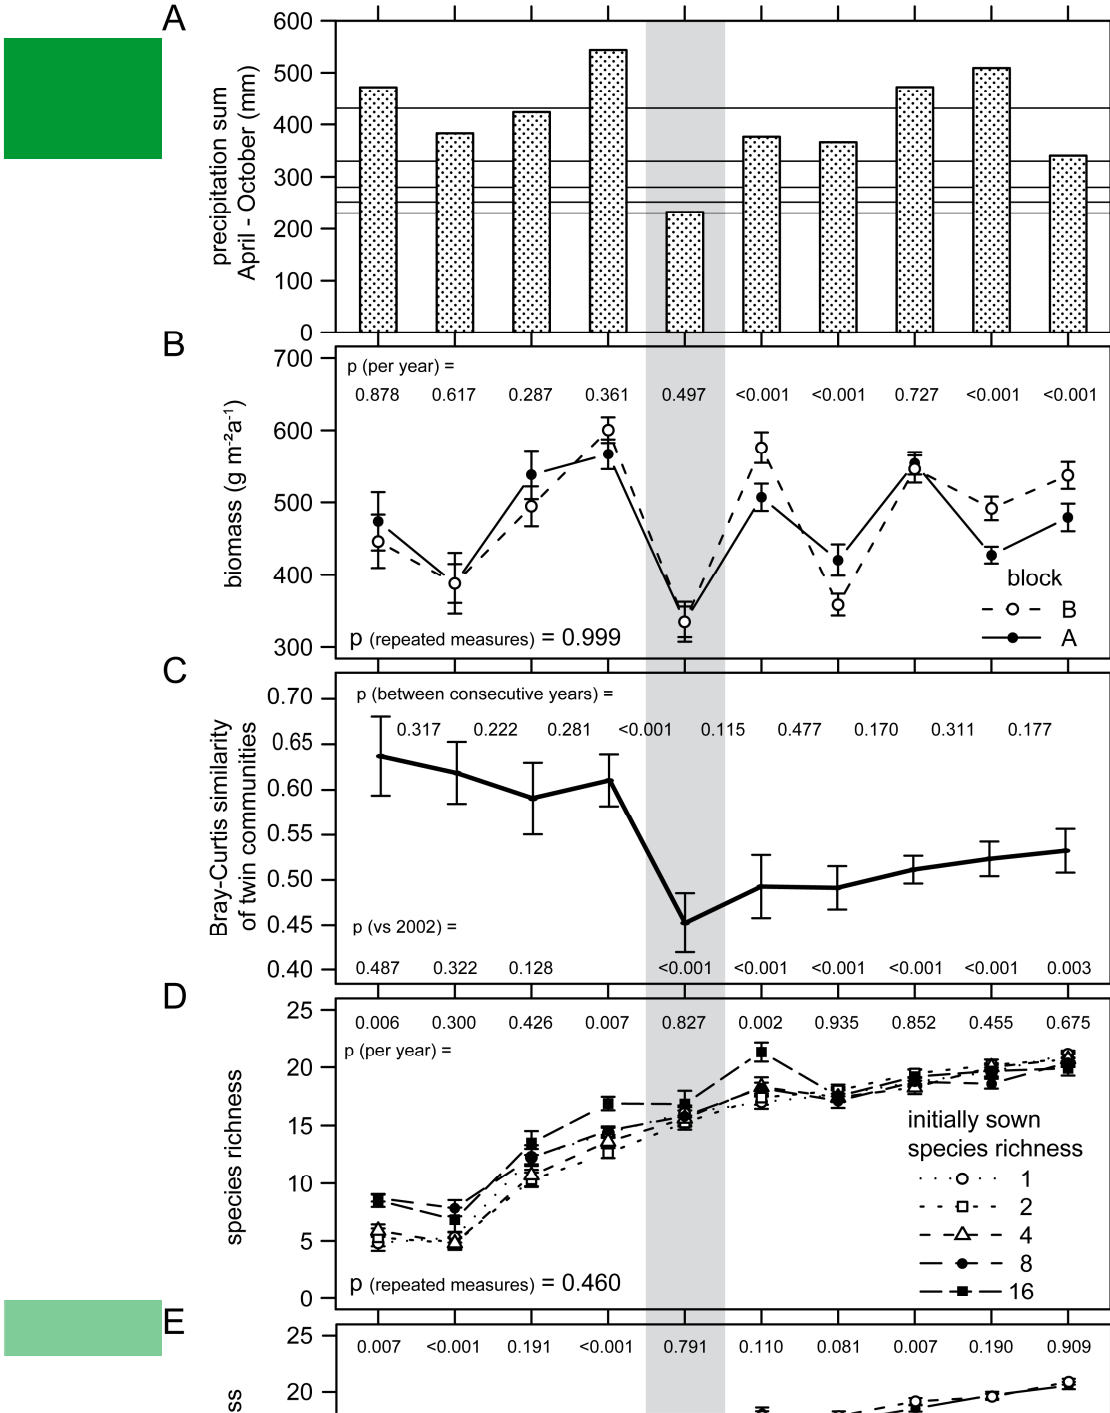 A
600
500
400
300
200
100
0
precipitation sum
April - October (mm)
B
700
600
500
400
300
biomass (g m⁻²a⁻¹)
p (per year) =
0.878 0.617 0.287 0.361 0.497 <0.001 <0.001 0.727 <0.001 <0.001
block
B
A
p (repeated measures) = 0.999
C
0.70
0.65
0.60
0.55
0.50
0.45
0.40
Bray-Curtis similarity
of twin communities
p (between consecutive years) =
0.317 0.222 0.281 <0.001 0.115 0.477 0.170 0.311 0.177
p (vs 2002) =
0.487 0.322 0.128 <0.001 <0.001 <0.001 <0.001 <0.001 0.003
D
25
20
15
10
5
0
species richness
0.006 0.300 0.426 0.007 0.827 0.002 0.935 0.852 0.455 0.675
p (per year) =
initially sown
species richness
1
2
4
8
16
p (repeated measures) = 0.460
E
25
20
0.007 <0.001 0.191 <0.001 0.791 0.110 0.081 0.007 0.190 0.909
ss